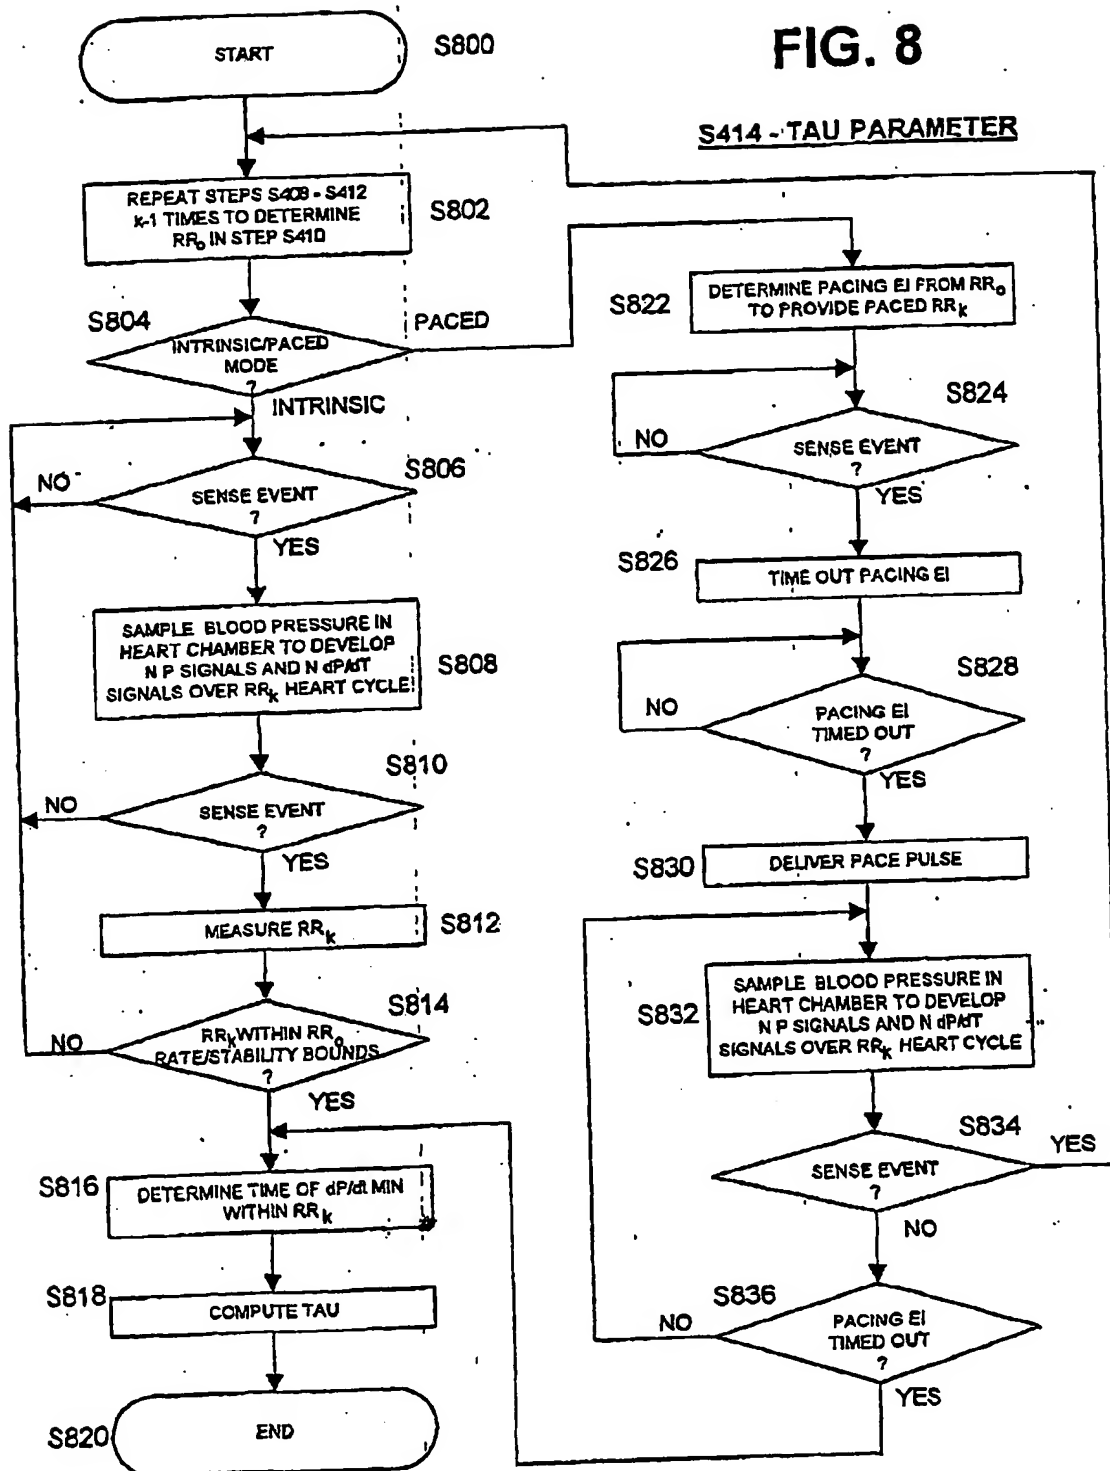 FIG. 8
S414 - TAU PARAMETER
START
S800
REPEAT STEPS S408 - S412
k-1 TIMES TO DETERMINE
RRo IN STEP S410
S802
S804
INTRINSIC/PACED
MODE
?
PACED
INTRINSIC
S806
NO
SENSE EVENT
?
YES
SAMPLE BLOOD PRESSURE IN
HEART CHAMBER TO DEVELOP
N P SIGNALS AND N dP/dT
SIGNALS OVER RRk HEART CYCLE
S808
S810
NO
SENSE EVENT
?
YES
MEASURE RRk
S812
S814
NO
RRk WITHIN RRo
RATE/STABILITY BOUNDS
?
YES
S816
DETERMINE TIME OF dP/dt MIN
WITHIN RRk
S818
COMPUTE TAU
S820
END
S822
DETERMINE PACING EI FROM RRo
TO PROVIDE PACED RRk
S824
NO
SENSE EVENT
?
YES
S826
TIME OUT PACING EI
S828
NO
PACING EI
TIMED OUT
?
YES
S830
DELIVER PACE PULSE
S832
SAMPLE BLOOD PRESSURE IN
HEART CHAMBER TO DEVELOP
N P SIGNALS AND N dP/dT
SIGNALS OVER RRk HEART CYCLE
S834
YES
SENSE EVENT
?
NO
S836
NO
PACING EI
TIMED OUT
?
YES